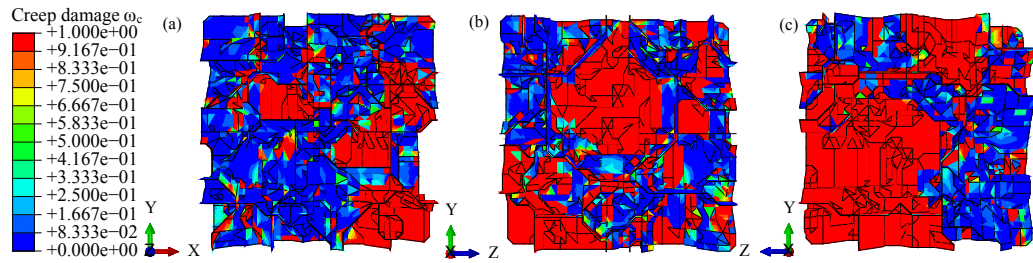 Creep damage ω_c
+1.000e+00
+9.167e−01
+8.333e−01
+7.500e−01
+6.667e−01
+5.833e−01
+5.000e−01
+4.167e−01
+3.333e−01
+2.500e−01
+1.667e−01
+8.333e−02
+0.000e+00
Y
Z
X
(a)
Y
X
Z
(b)
Y
Z
X
(c)